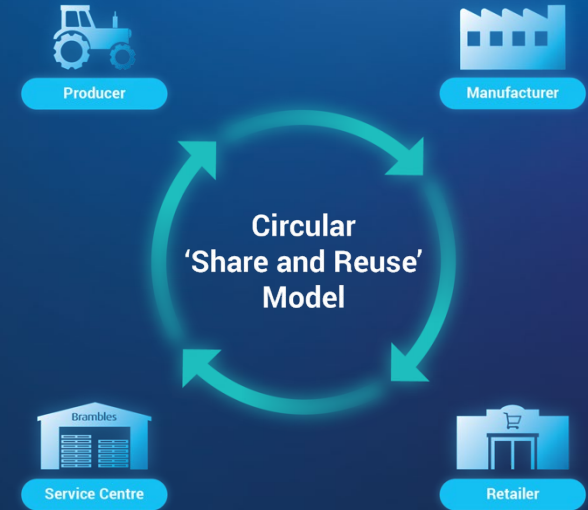 Producer
Manufacturer
Circular
‘Share and Reuse’
Model
Brambles
Service Centre
Retailer